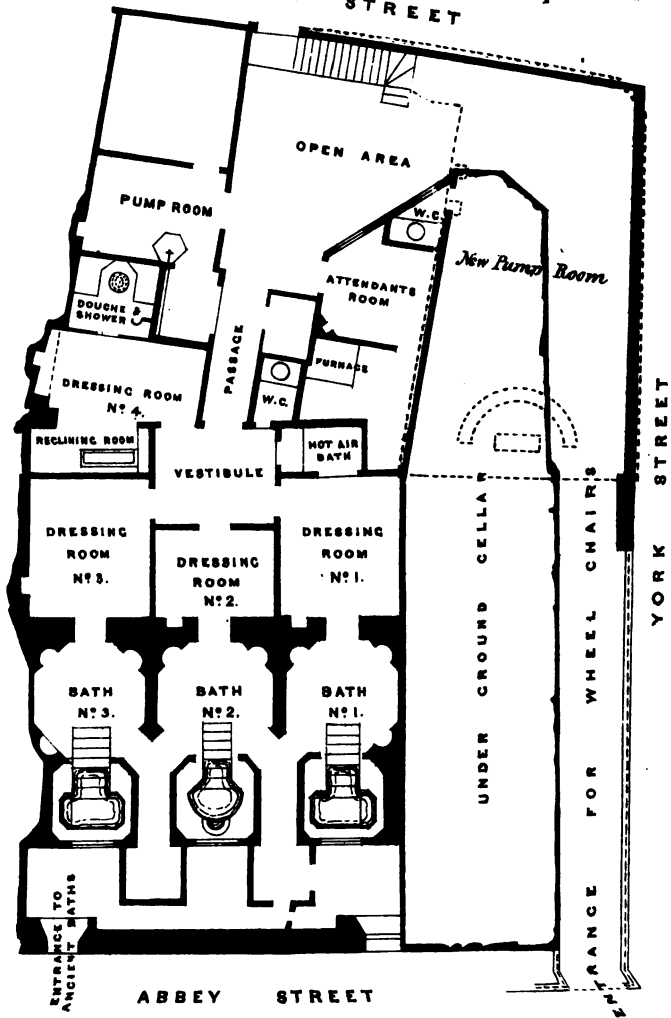 STREET
OPEN AREA
PUMP ROOM
W.C.
New Pump Room
ATTENDANTS
ROOM
DOUCHE &
SHOWER
PASSAGE
FURNACE
DRESSING ROOM
Nº 4.
W.C.
RECLINING ROOM
HOT AIR
BATH
VESTIBULE
DRESSING
ROOM
Nº 3.
DRESSING
ROOM
Nº 2.
DRESSING
ROOM
Nº 1.
BATH
Nº 3.
BATH
Nº 2.
BATH
Nº 1.
UNDER GROUND CELLAR
ENTRANCE FOR WHEEL CHAIRS
YORK STREET
ENTRANCE TO
ANCIENT BATHS
ABBEY STREET